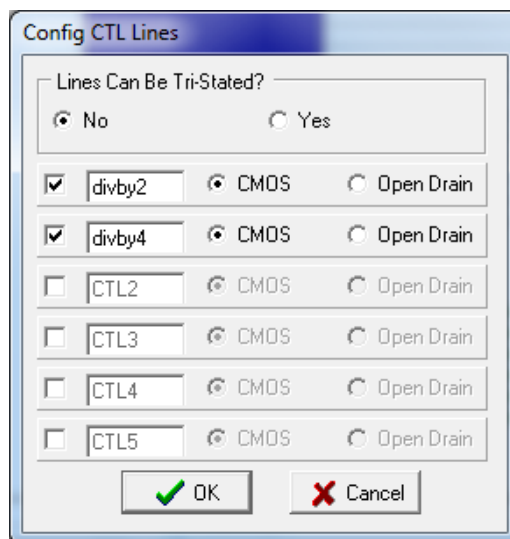 Config CTL Lines
Lines Can Be Tri-Stated?
No Yes
divby2 CMOS Open Drain
divby4 CMOS Open Drain
CTL2 CMOS Open Drain
CTL3 CMOS Open Drain
CTL4 CMOS Open Drain
CTL5 CMOS Open Drain
OK Cancel